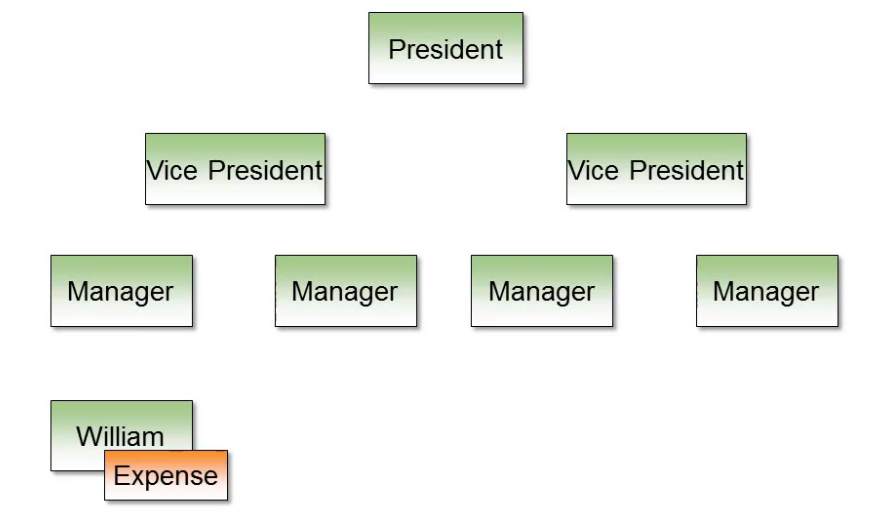 President
Vice President
Vice President
Manager
Manager
Manager
Manager
William
Expense